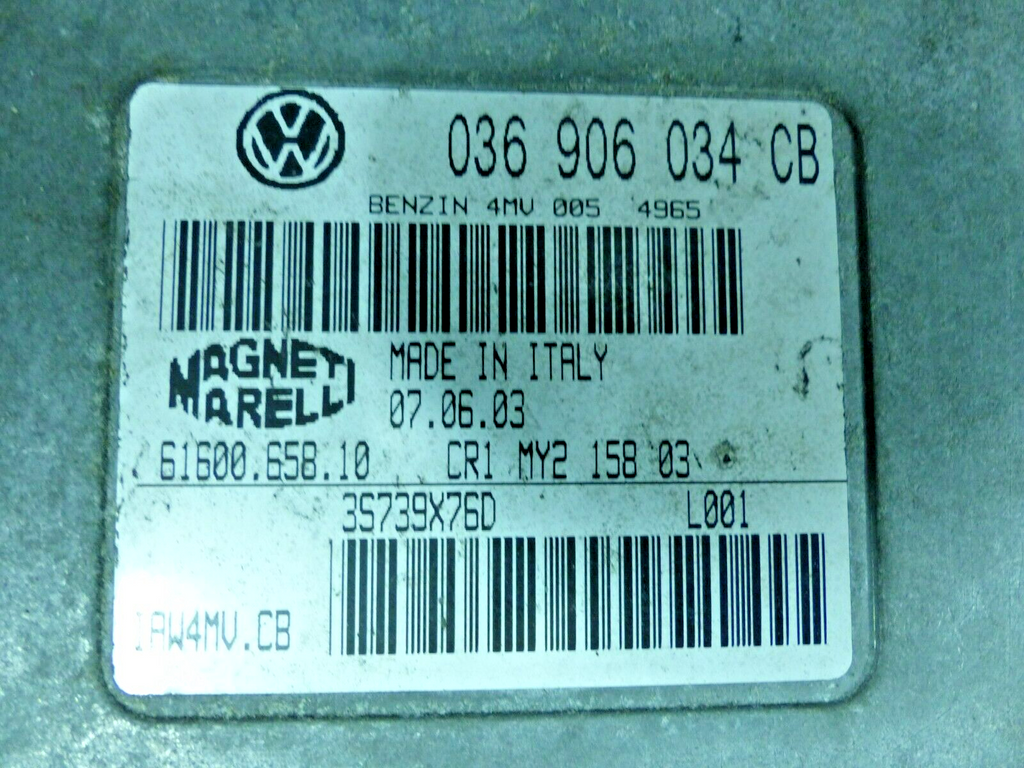 036 906 034 CB
BENZIN 4MV 005 4965
MAGNETI
MARELLI
MADE IN ITALY
07.06.03
61600.658.10 CR1 MY2 158 03
3S739X76D L001
IAW4MV.CB